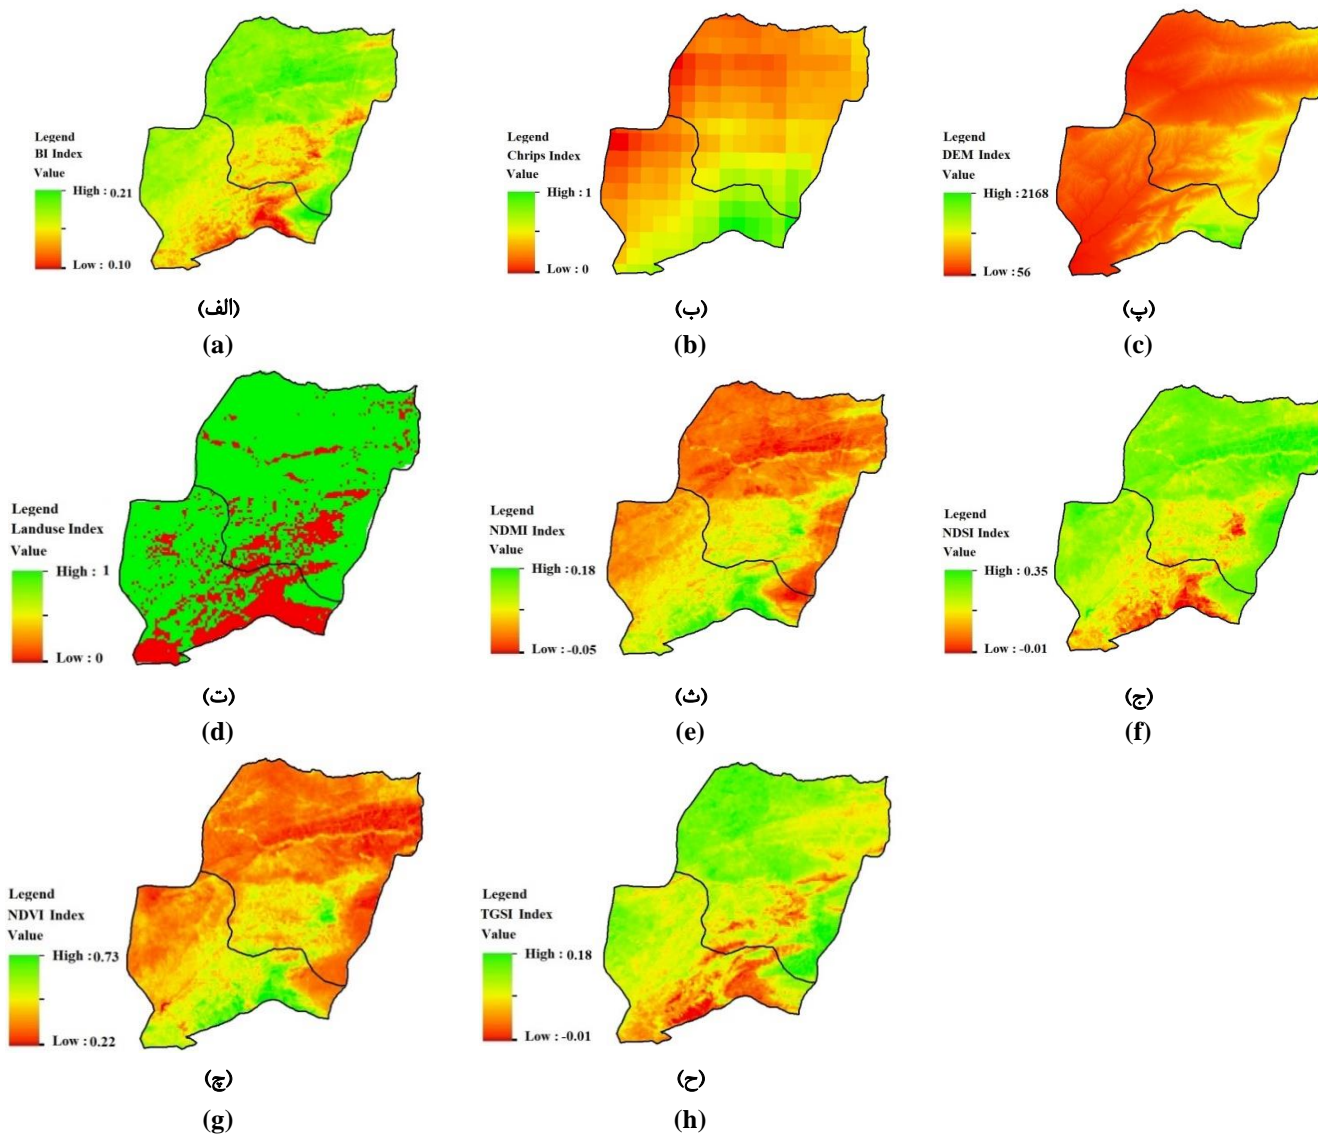 Legend
BI Index
Value
High : 0.21
Low : 0.10
(الف)
(a)
Legend
Chrips Index
Value
High : 1
Low : 0
(ب)
(b)
Legend
DEM Index
Value
High : 2168
Low : 56
(پ)
(c)
Legend
Landuse Index
Value
High : 1
Low : 0
(ت)
(d)
Legend
NDMI Index
Value
High : 0.18
Low : -0.05
(ث)
(e)
Legend
NDSI Index
Value
High : 0.35
Low : -0.01
(ج)
(f)
Legend
NDVI Index
Value
High : 0.73
Low : 0.22
(چ)
(g)
Legend
TGSI Index
Value
High : 0.18
Low : -0.01
(ح)
(h)